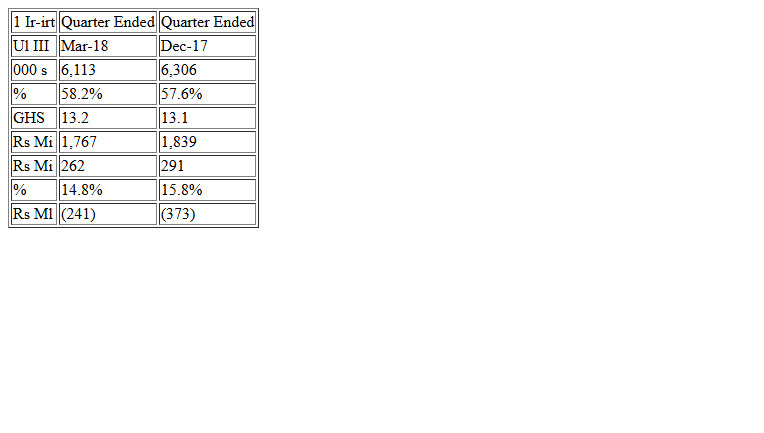 1 Ir-irt Quarter Ended Quarter Ended
Ul III Mar-18 Dec-17
000 s 6,113 6,306
% 58.2% 57.6%
GHS 13.2 13.1
Rs Mi 1,767 1,839
Rs Mi 262 291
% 14.8% 15.8%
Rs Ml (241) (373)